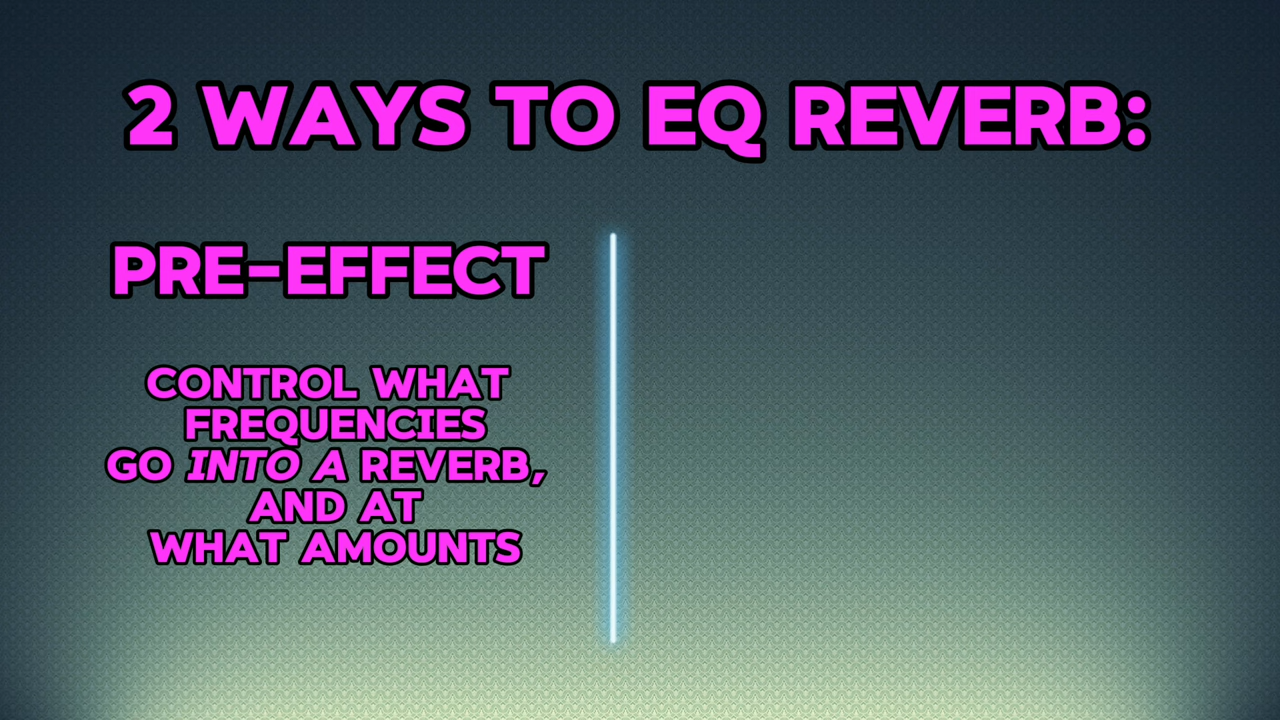 2 WAYS TO EQ REVERB:
PRE-EFFECT
CONTROL WHAT
FREQUENCIES
GO INTO A REVERB,
AND AT
WHAT AMOUNTS